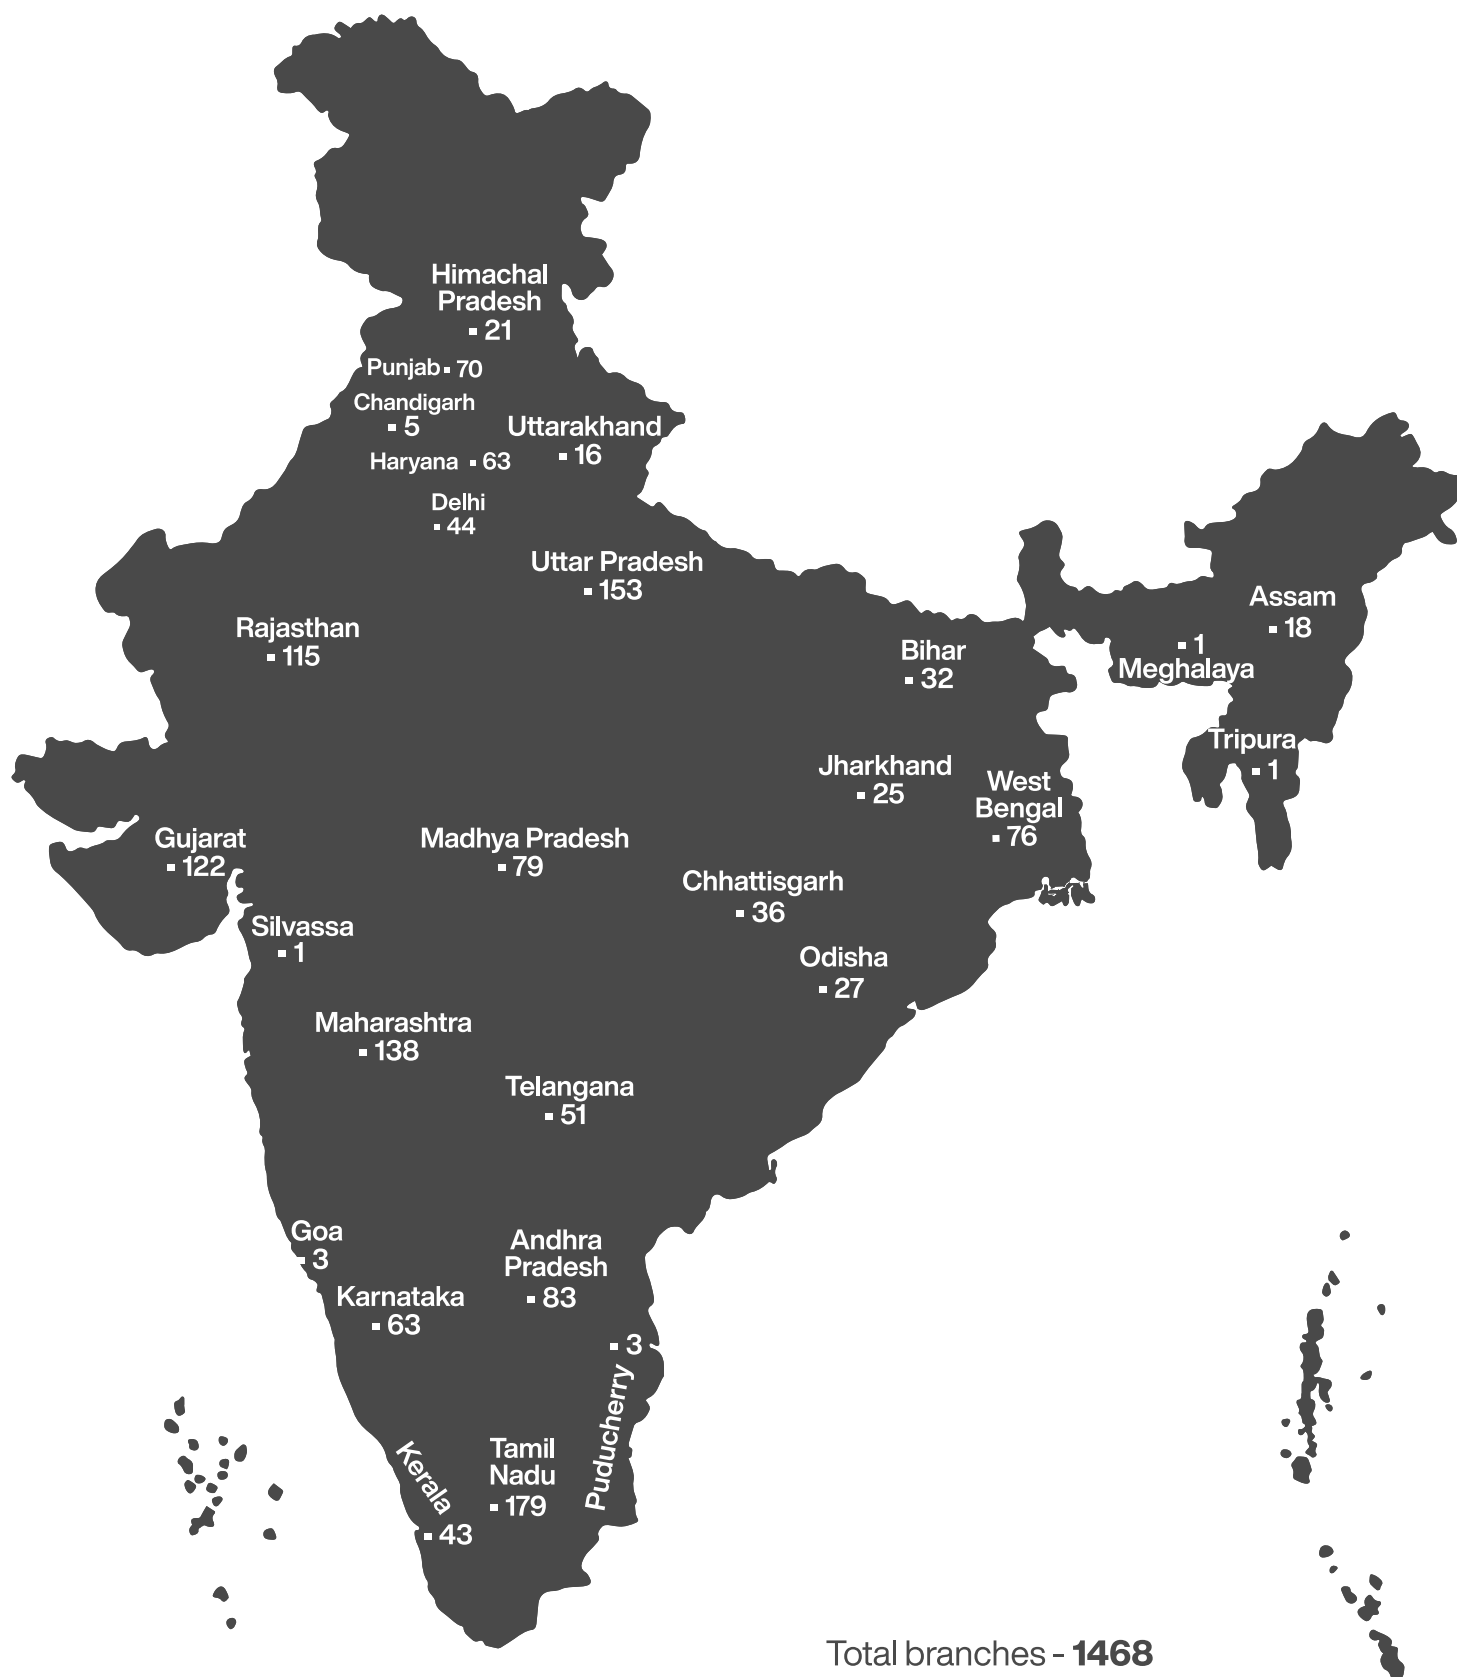 Himachal
Pradesh
21
Punjab 70
Chandigarh
5
Uttarakhand
16
Haryana 63
Delhi
44
Uttar Pradesh
153
Assam
18
Rajasthan
115
Bihar
32
1
Meghalaya
Tripura
1
Jharkhand
25
West
Bengal
76
Gujarat
122
Madhya Pradesh
79
Chhattisgarh
36
Silvassa
1
Odisha
27
Maharashtra
138
Telangana
51
Goa
3
Andhra
Pradesh
83
Karnataka
63
3
Puducherry
Kerala
43
Tamil
Nadu
179
Total branches - 1468